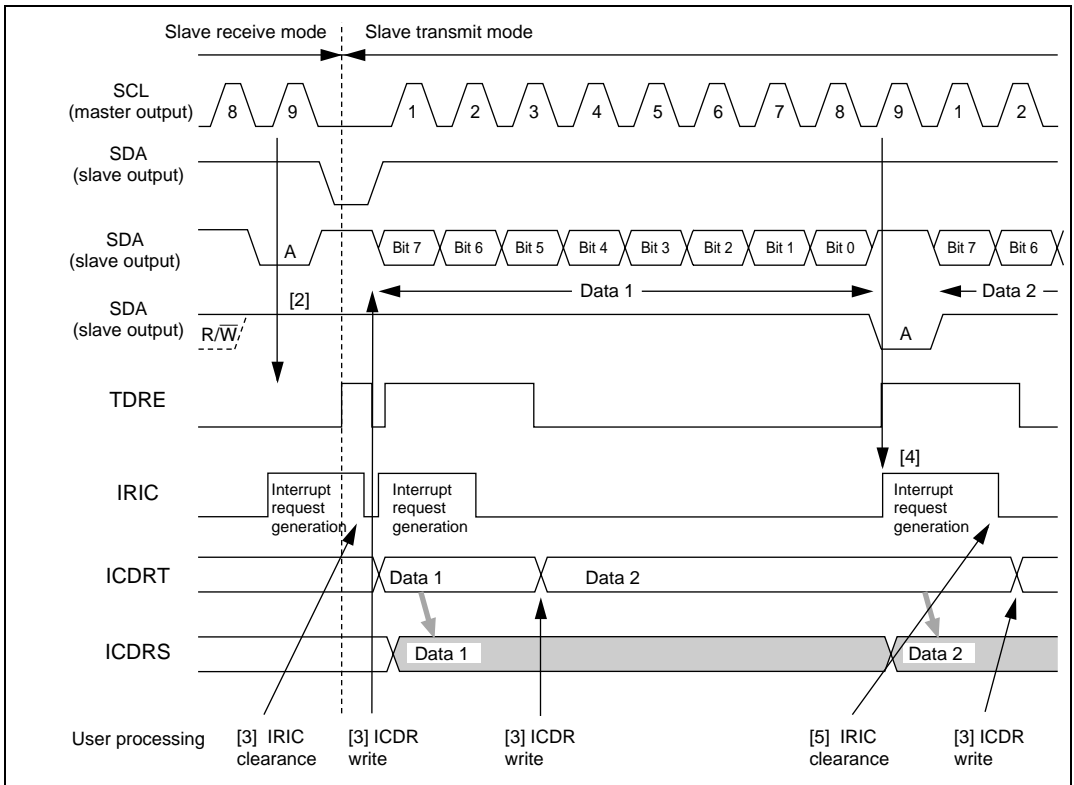 Slave receive mode Slave transmit mode
SCL
(master output) 8 9 1 2 3 4 5 6 7 8 9 1 2
SDA
(slave output)
SDA
(slave output) A Bit 7 Bit 6 Bit 5 Bit 4 Bit 3 Bit 2 Bit 1 Bit 0 Bit 7 Bit 6
[2] Data 1 Data 2
SDA
(slave output) R/W̅ A
TDRE
[4]
IRIC Interrupt request generation Interrupt request generation Interrupt request generation
ICDRT Data 1 Data 2
ICDRS Data 1 Data 2
User processing [3] IRIC clearance [3] ICDR write [3] ICDR write [5] IRIC clearance [3] ICDR write